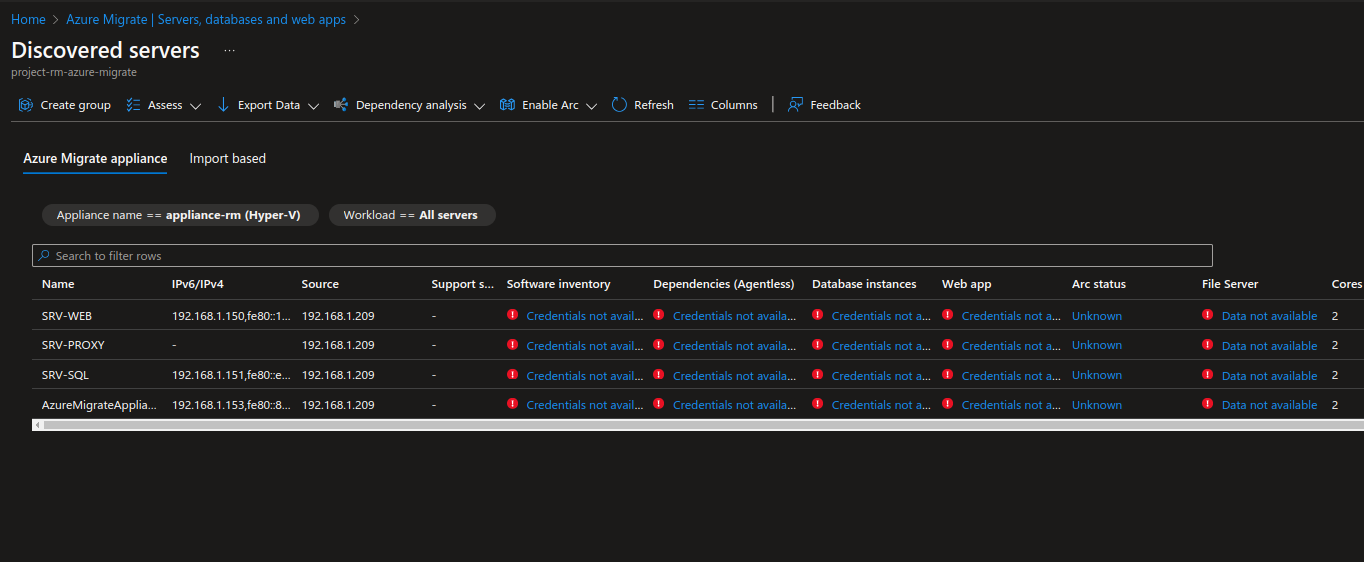 Home > Azure Migrate | Servers, databases and web apps >
Discovered servers ...
project-rm-azure-migrate
Create group Assess Export Data Dependency analysis Enable Arc Refresh Columns | Feedback
Azure Migrate appliance Import based
Appliance name == appliance-rm (Hyper-V) Workload == All servers
Search to filter rows
Name IPv6/IPv4 Source Support s... Software inventory Dependencies (Agentless) Database instances Web app Arc status File Server Cores
SRV-WEB 192.168.1.150,fe80::1... 192.168.1.209 - Credentials not avail... Credentials not availa... Credentials not a... Credentials not a... Unknown Data not available 2
SRV-PROXY - 192.168.1.209 - Credentials not avail... Credentials not availa... Credentials not a... Credentials not a... Unknown Data not available 2
SRV-SQL 192.168.1.151,fe80::e... 192.168.1.209 - Credentials not avail... Credentials not availa... Credentials not a... Credentials not a... Unknown Data not available 2
AzureMigrateApplia... 192.168.1.153,fe80::8... 192.168.1.209 - Credentials not avail... Credentials not availa... Credentials not a... Credentials not a... Unknown Data not available 2